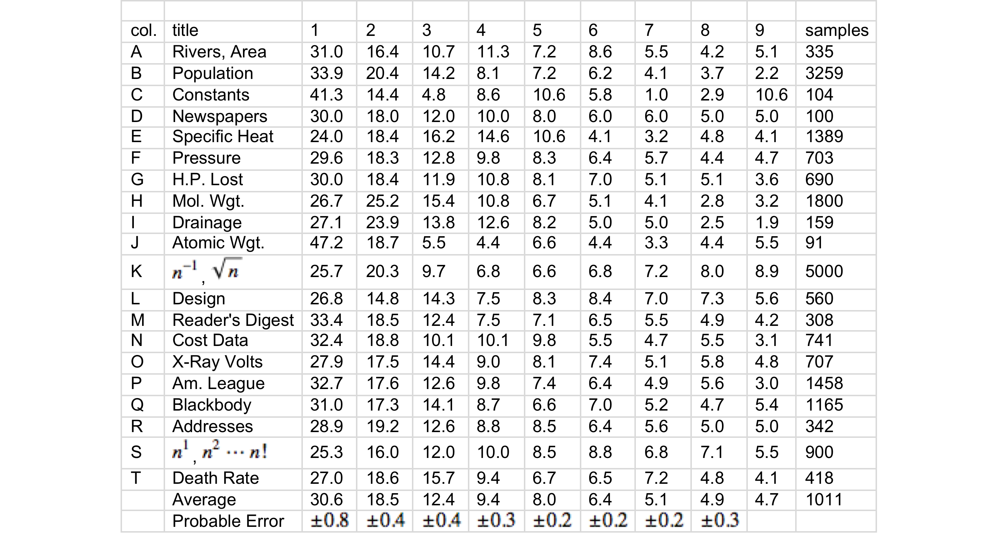 col. title 1 2 3 4 5 6 7 8 9 samples
A Rivers, Area 31.0 16.4 10.7 11.3 7.2 8.6 5.5 4.2 5.1 335
B Population 33.9 20.4 14.2 8.1 7.2 6.2 4.1 3.7 2.2 3259
C Constants 41.3 14.4 4.8 8.6 10.6 5.8 1.0 2.9 10.6 104
D Newspapers 30.0 18.0 12.0 10.0 8.0 6.0 6.0 5.0 5.0 100
E Specific Heat 24.0 18.4 16.2 14.6 10.6 4.1 3.2 4.8 4.1 1389
F Pressure 29.6 18.3 12.8 9.8 8.3 6.4 5.7 4.4 4.7 703
G H.P. Lost 30.0 18.4 11.9 10.8 8.1 7.0 5.1 5.1 3.6 690
H Mol. Wgt. 26.7 25.2 15.4 10.8 6.7 5.1 4.1 2.8 3.2 1800
I Drainage 27.1 23.9 13.8 12.6 8.2 5.0 5.0 2.5 1.9 159
J Atomic Wgt. 47.2 18.7 5.5 4.4 6.6 4.4 3.3 4.4 5.5 91
K n⁻¹, √n 25.7 20.3 9.7 6.8 6.6 6.8 7.2 8.0 8.9 5000
L Design 26.8 14.8 14.3 7.5 8.3 8.4 7.0 7.3 5.6 560
M Reader's Digest 33.4 18.5 12.4 7.5 7.1 6.5 5.5 4.9 4.2 308
N Cost Data 32.4 18.8 10.1 10.1 9.8 5.5 4.7 5.5 3.1 741
O X-Ray Volts 27.9 17.5 14.4 9.0 8.1 7.4 5.1 5.8 4.8 707
P Am. League 32.7 17.6 12.6 9.8 7.4 6.4 4.9 5.6 3.0 1458
Q Blackbody 31.0 17.3 14.1 8.7 6.6 7.0 5.2 4.7 5.4 1165
R Addresses 28.9 19.2 12.6 8.8 8.5 6.4 5.6 5.0 5.0 342
S n¹, n² ⋯ n! 25.3 16.0 12.0 10.0 8.5 8.8 6.8 7.1 5.5 900
T Death Rate 27.0 18.6 15.7 9.4 6.7 6.5 7.2 4.8 4.1 418
Average 30.6 18.5 12.4 9.4 8.0 6.4 5.1 4.9 4.7 1011
Probable Error ±0.8 ±0.4 ±0.4 ±0.3 ±0.2 ±0.2 ±0.2 ±0.3